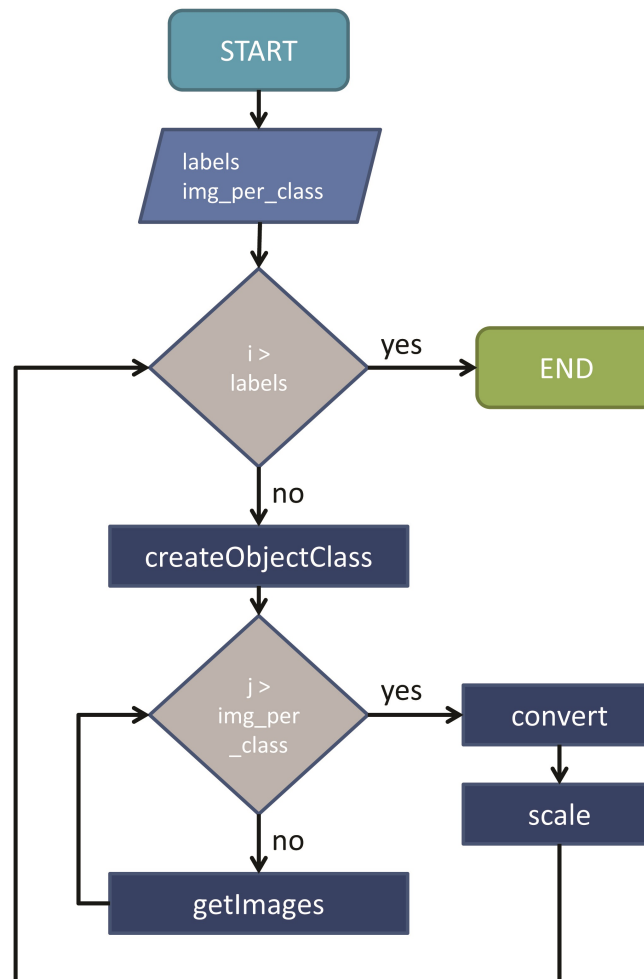 START
labels
img_per_class
i >
labels
yes
END
no
createObjectClass
j >
img_per
_class
yes
convert
scale
no
getImages